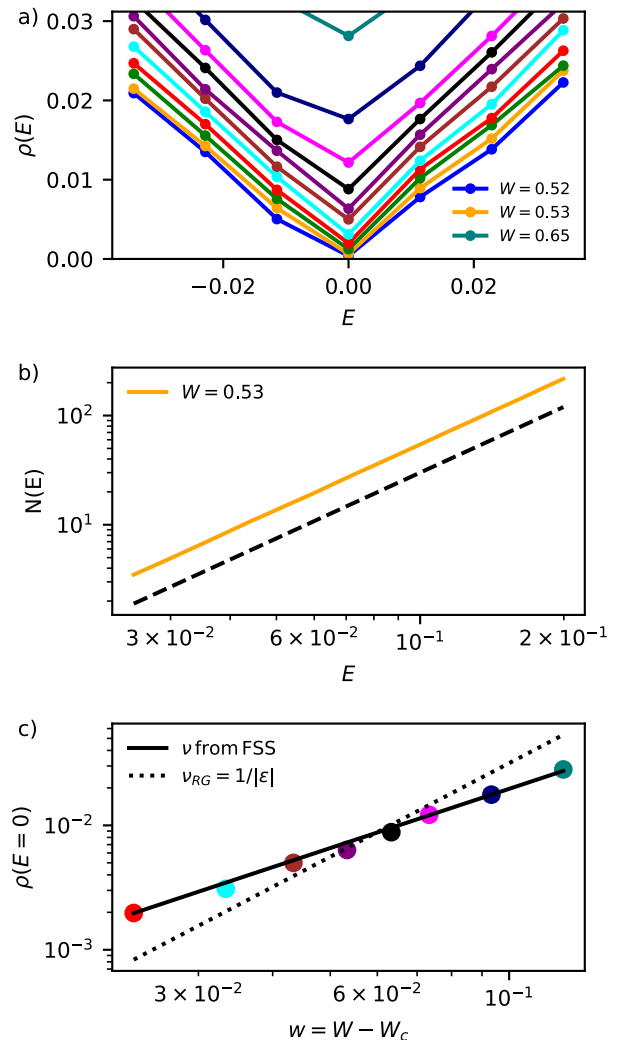 a)
0.03
0.02
0.01
0.00
ρ(E)
W = 0.52
W = 0.53
W = 0.65
−0.02
0.00
0.02
E
b)
10²
10¹
N(E)
W = 0.53
3 × 10⁻²
6 × 10⁻²
10⁻¹
2 × 10⁻¹
E
c)
10⁻²
10⁻³
ρ(E = 0)
ν from FSS
ν_RG = 1/|ε|
3 × 10⁻²
6 × 10⁻²
10⁻¹
w = W − W_c